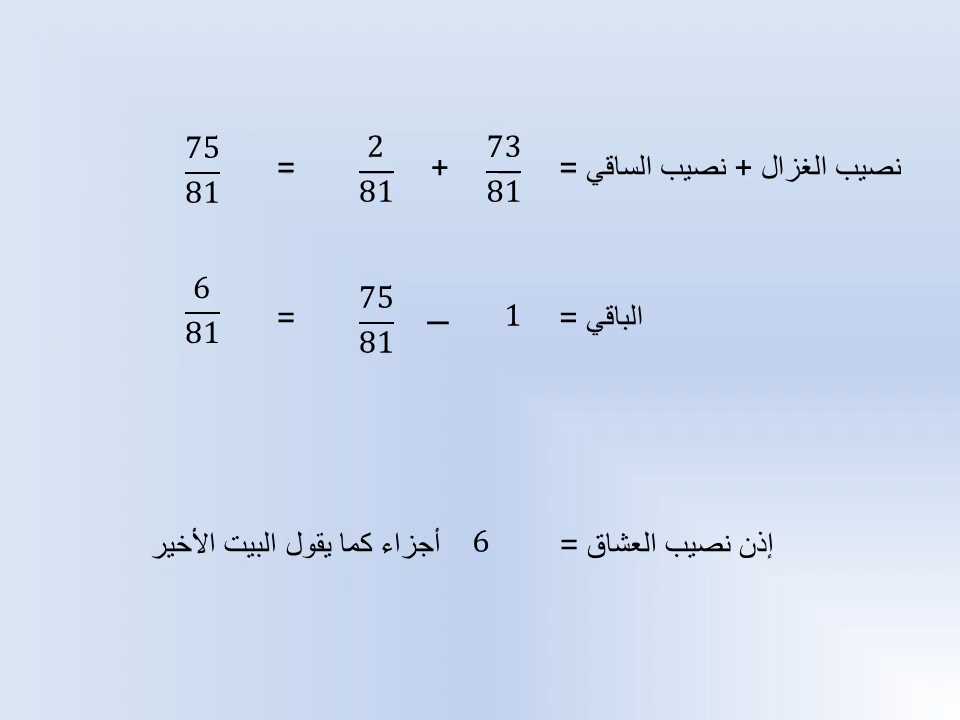 نصيب الغزال + نصيب الساقي = 73/81 + 2/81 = 75/81
الباقي = 1 – 75/81 = 6/81
إذن نصيب العشاق = 6 أجزاء كما يقول البيت الأخير